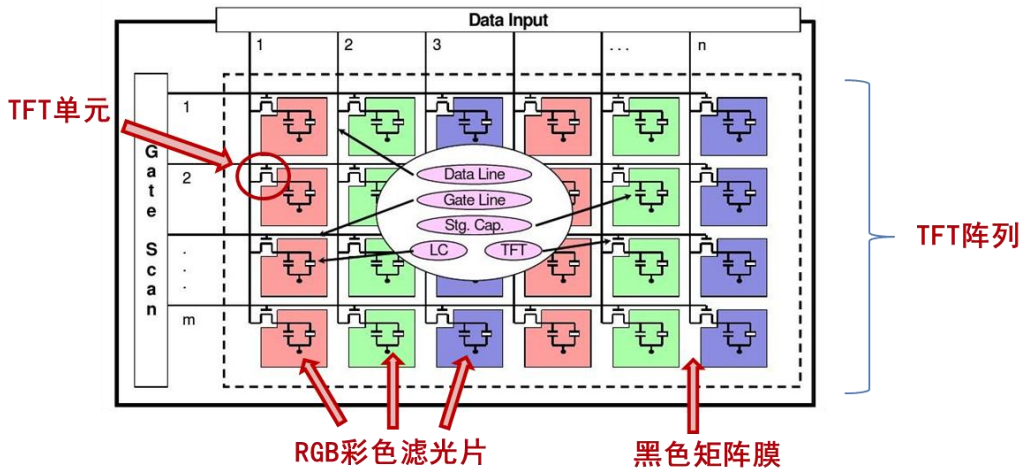 Data Input
1 2 3 ... n
TFT单元
Gate Scan
1
2
...
m
Data Line
Gate Line
Stg. Cap.
LC TFT
TFT阵列
RGB彩色滤光片
黑色矩阵膜